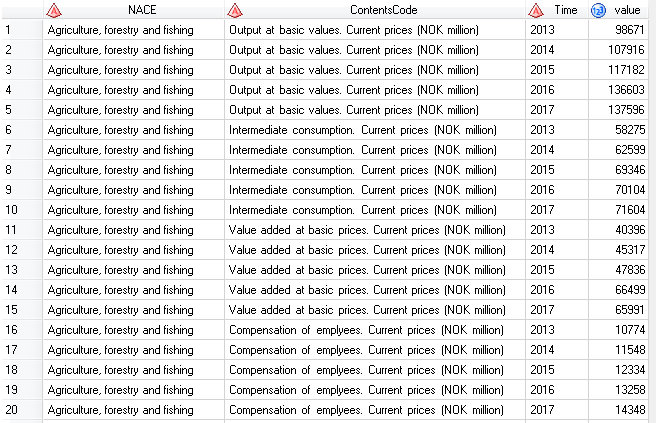 NACE ContentsCode Time 123 value
1 Agriculture, forestry and fishing Output at basic values. Current prices (NOK million) 2013 98671
2 Agriculture, forestry and fishing Output at basic values. Current prices (NOK million) 2014 107916
3 Agriculture, forestry and fishing Output at basic values. Current prices (NOK million) 2015 117182
4 Agriculture, forestry and fishing Output at basic values. Current prices (NOK million) 2016 136603
5 Agriculture, forestry and fishing Output at basic values. Current prices (NOK million) 2017 137596
6 Agriculture, forestry and fishing Intermediate consumption. Current prices (NOK million) 2013 58275
7 Agriculture, forestry and fishing Intermediate consumption. Current prices (NOK million) 2014 62599
8 Agriculture, forestry and fishing Intermediate consumption. Current prices (NOK million) 2015 69346
9 Agriculture, forestry and fishing Intermediate consumption. Current prices (NOK million) 2016 70104
10 Agriculture, forestry and fishing Intermediate consumption. Current prices (NOK million) 2017 71604
11 Agriculture, forestry and fishing Value added at basic prices. Current prices (NOK million) 2013 40396
12 Agriculture, forestry and fishing Value added at basic prices. Current prices (NOK million) 2014 45317
13 Agriculture, forestry and fishing Value added at basic prices. Current prices (NOK million) 2015 47836
14 Agriculture, forestry and fishing Value added at basic prices. Current prices (NOK million) 2016 66499
15 Agriculture, forestry and fishing Value added at basic prices. Current prices (NOK million) 2017 65991
16 Agriculture, forestry and fishing Compensation of emplyees. Current prices (NOK million) 2013 10774
17 Agriculture, forestry and fishing Compensation of emplyees. Current prices (NOK million) 2014 11548
18 Agriculture, forestry and fishing Compensation of emplyees. Current prices (NOK million) 2015 12334
19 Agriculture, forestry and fishing Compensation of emplyees. Current prices (NOK million) 2016 13258
20 Agriculture, forestry and fishing Compensation of emplyees. Current prices (NOK million) 2017 14348